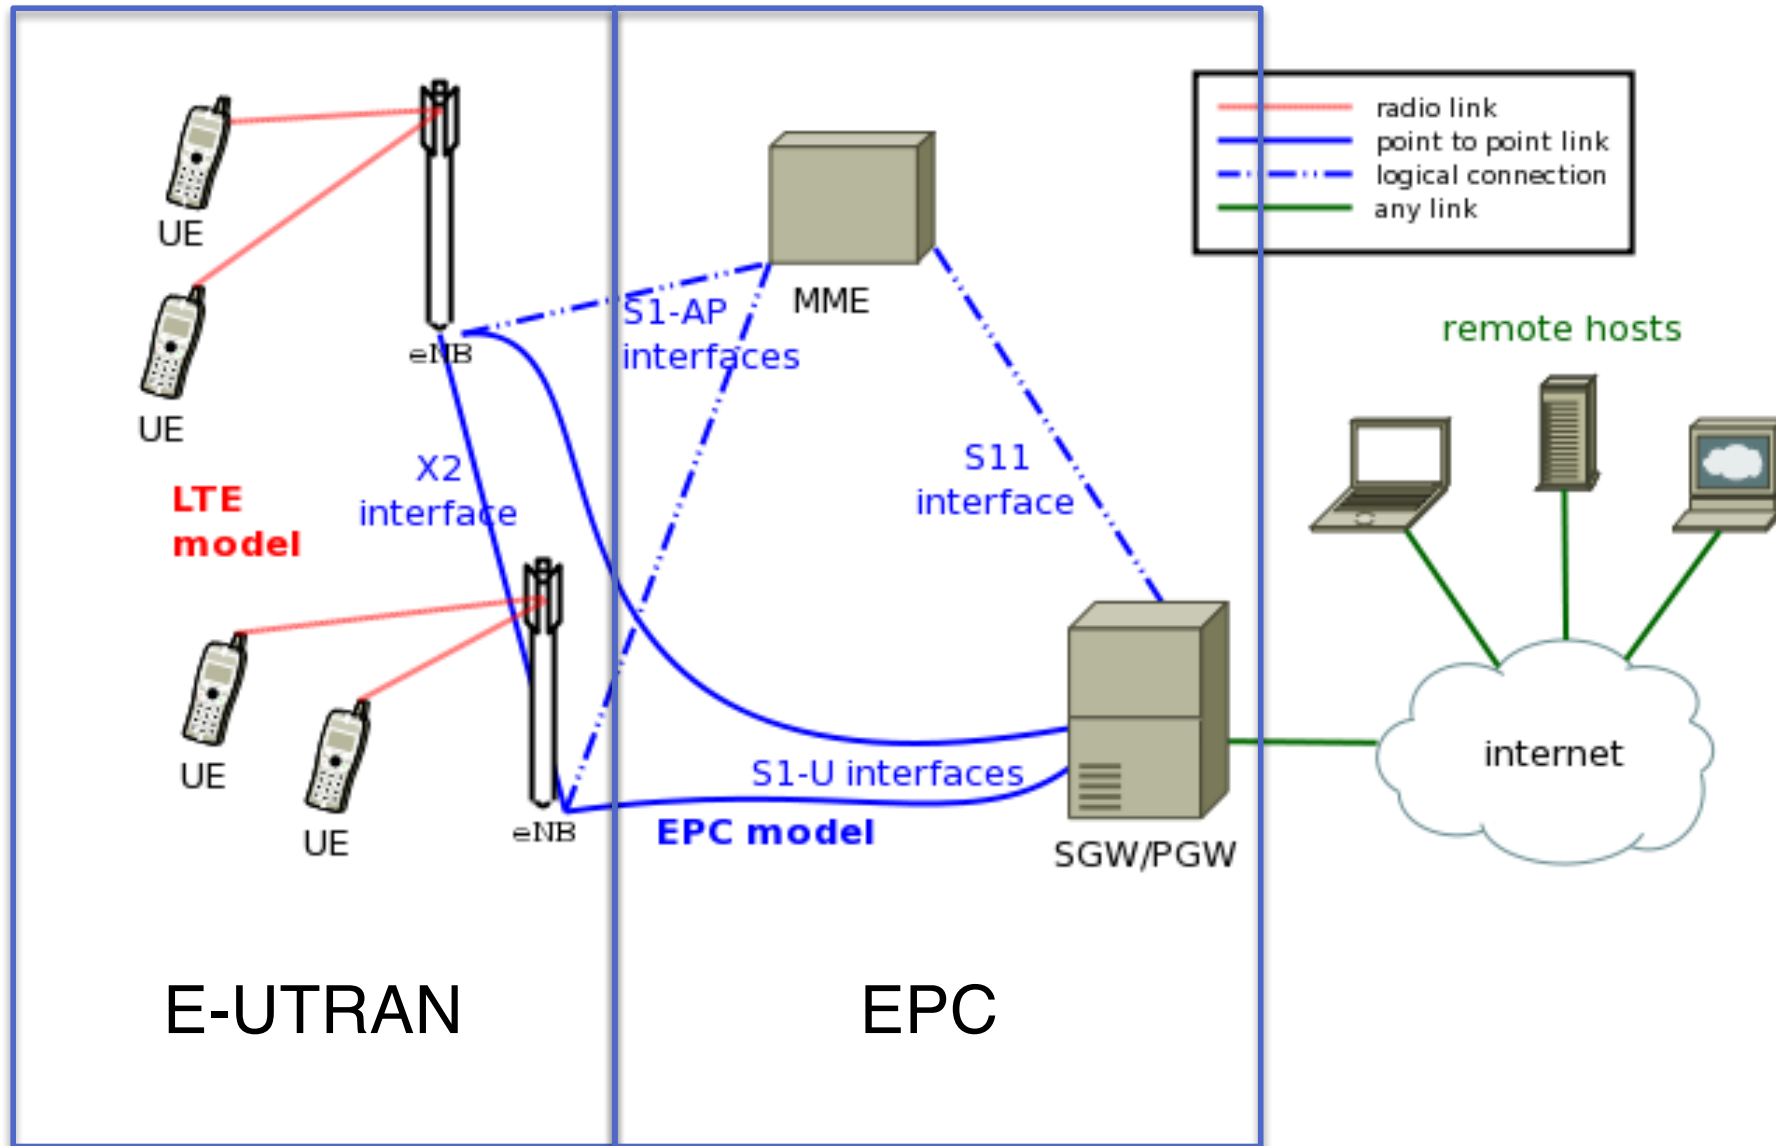 radio link
point to point link
logical connection
any link
UE
UE
eNB
S1-AP
interfaces
MME
remote hosts
X2
interface
S11
interface
LTE
model
UE
UE
eNB
S1-U interfaces
EPC model
SGW/PGW
internet
E-UTRAN
EPC